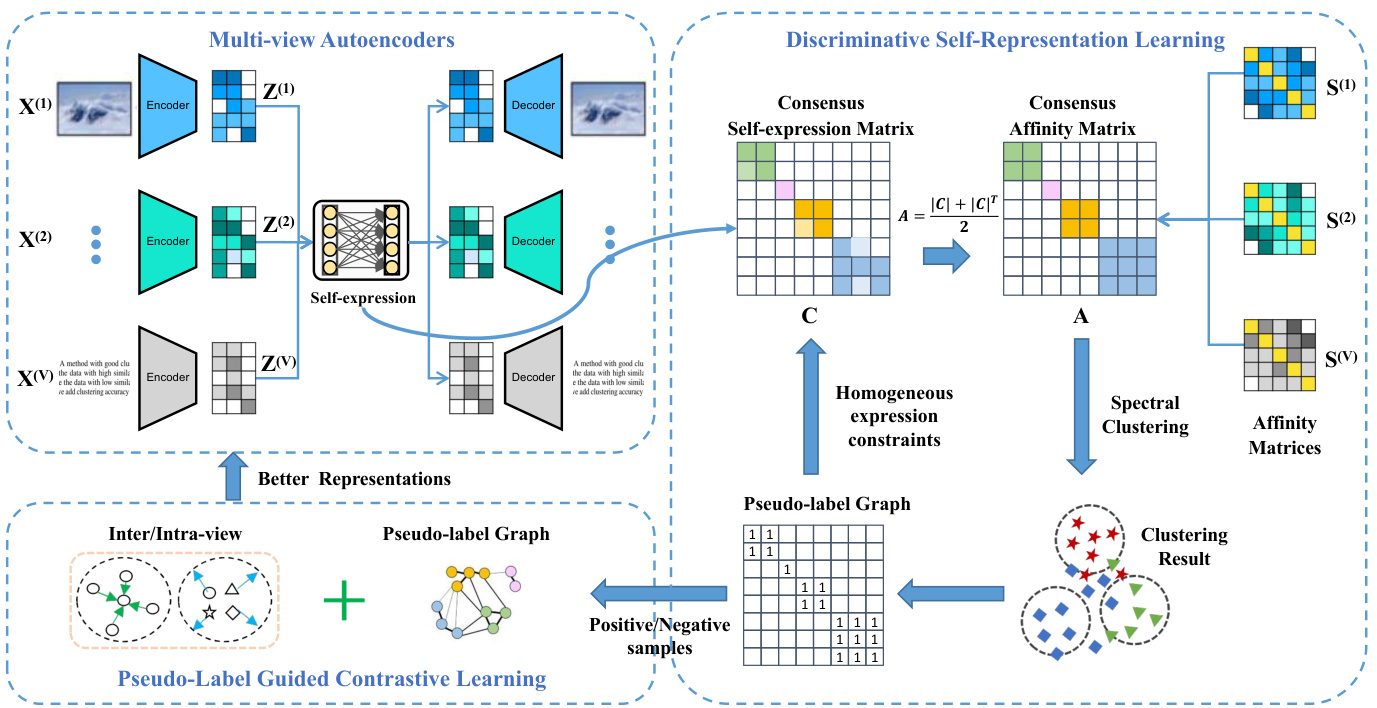 Multi-view Autoencoders
X(1)
Encoder
Z(1)
Decoder
X(2)
Encoder
Z(2)
Decoder
Self-expression
X(V)
A method with good clu
the data with high simila
e the data with low simila
ve add clustering accuracy
Encoder
Z(V)
Decoder
A method with good clu
the data with high simila
e the data with low simila
ve add clustering accuracy
Better Representations
Discriminative Self-Representation Learning
Consensus
Self-expression Matrix
C
A = |C| + |C|^T / 2
Consensus
Affinity Matrix
A
S(1)
S(2)
S(V)
Affinity
Matrices
Homogeneous
expression
constraints
Spectral
Clustering
Pseudo-label Graph
1 1
1 1
1
1 1
1 1
1 1 1
1 1 1
1 1 1
Clustering
Result
Positive/Negative
samples
Inter/Intra-view
Pseudo-label Graph
Pseudo-Label Guided Contrastive Learning